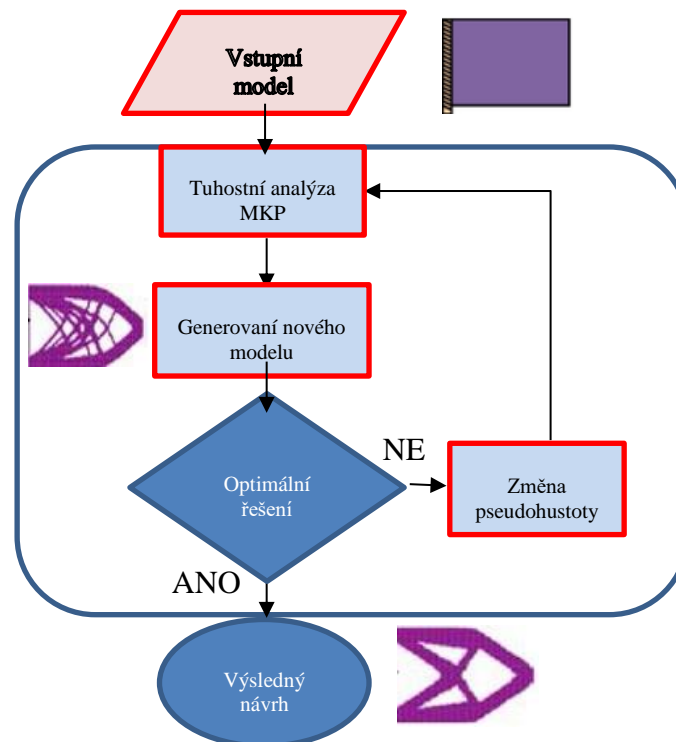 Vstupní
model
Tuhostní analýza
MKP
Generovaní nového
modelu
Optimální
řešení
NE
Změna
pseudohustoty
ANO
Výsledný
návrh